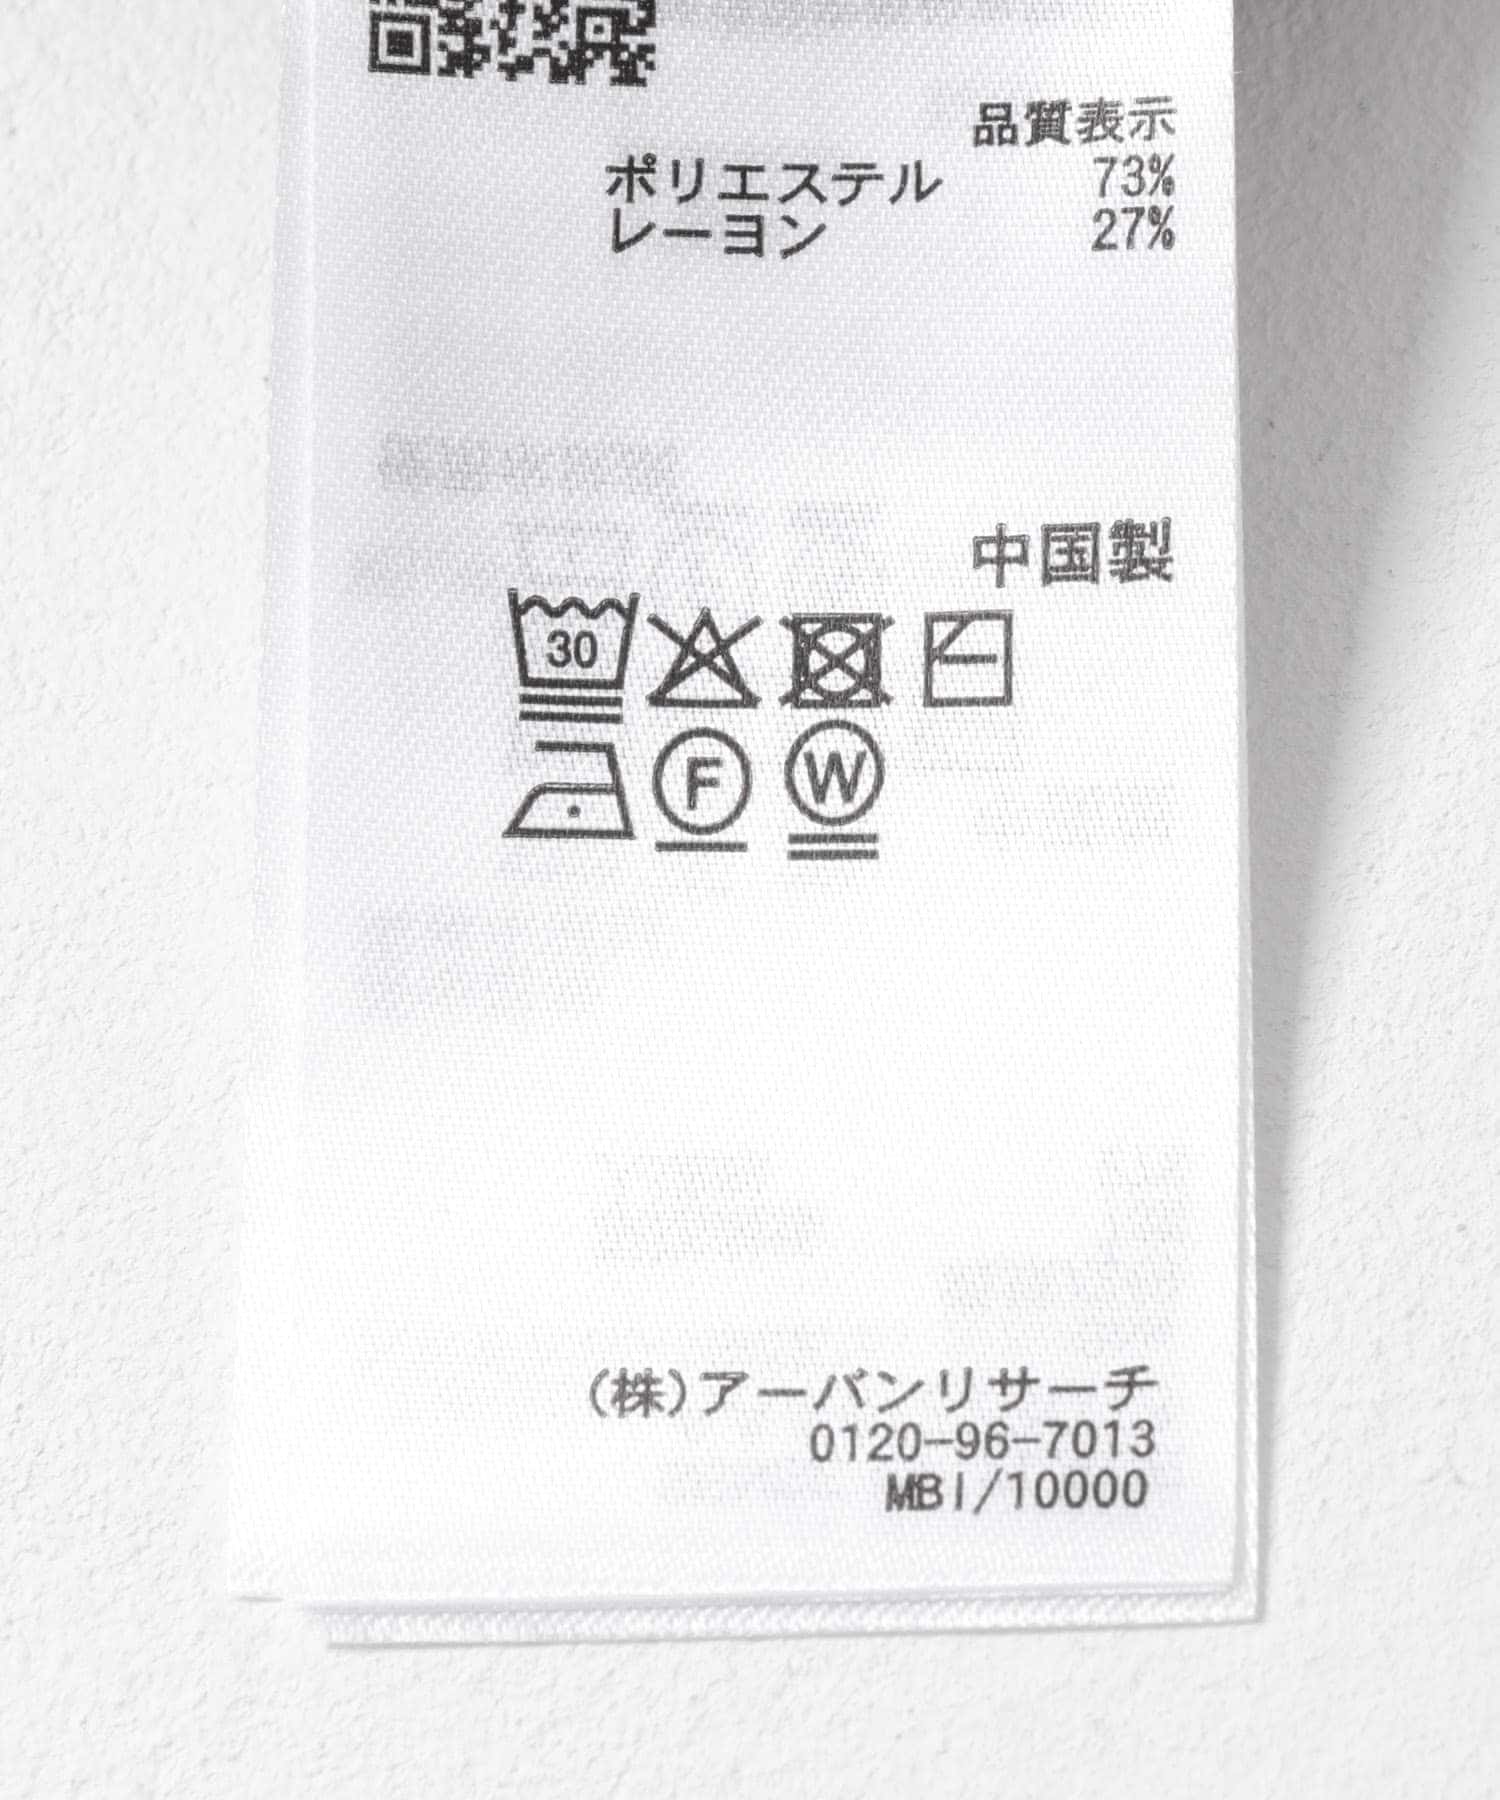 品質表示
ポリエステル 73%
レーヨン 27%
中国製
30
F W
(株)アーバンリサーチ
0120-96-7013
MBI/10000